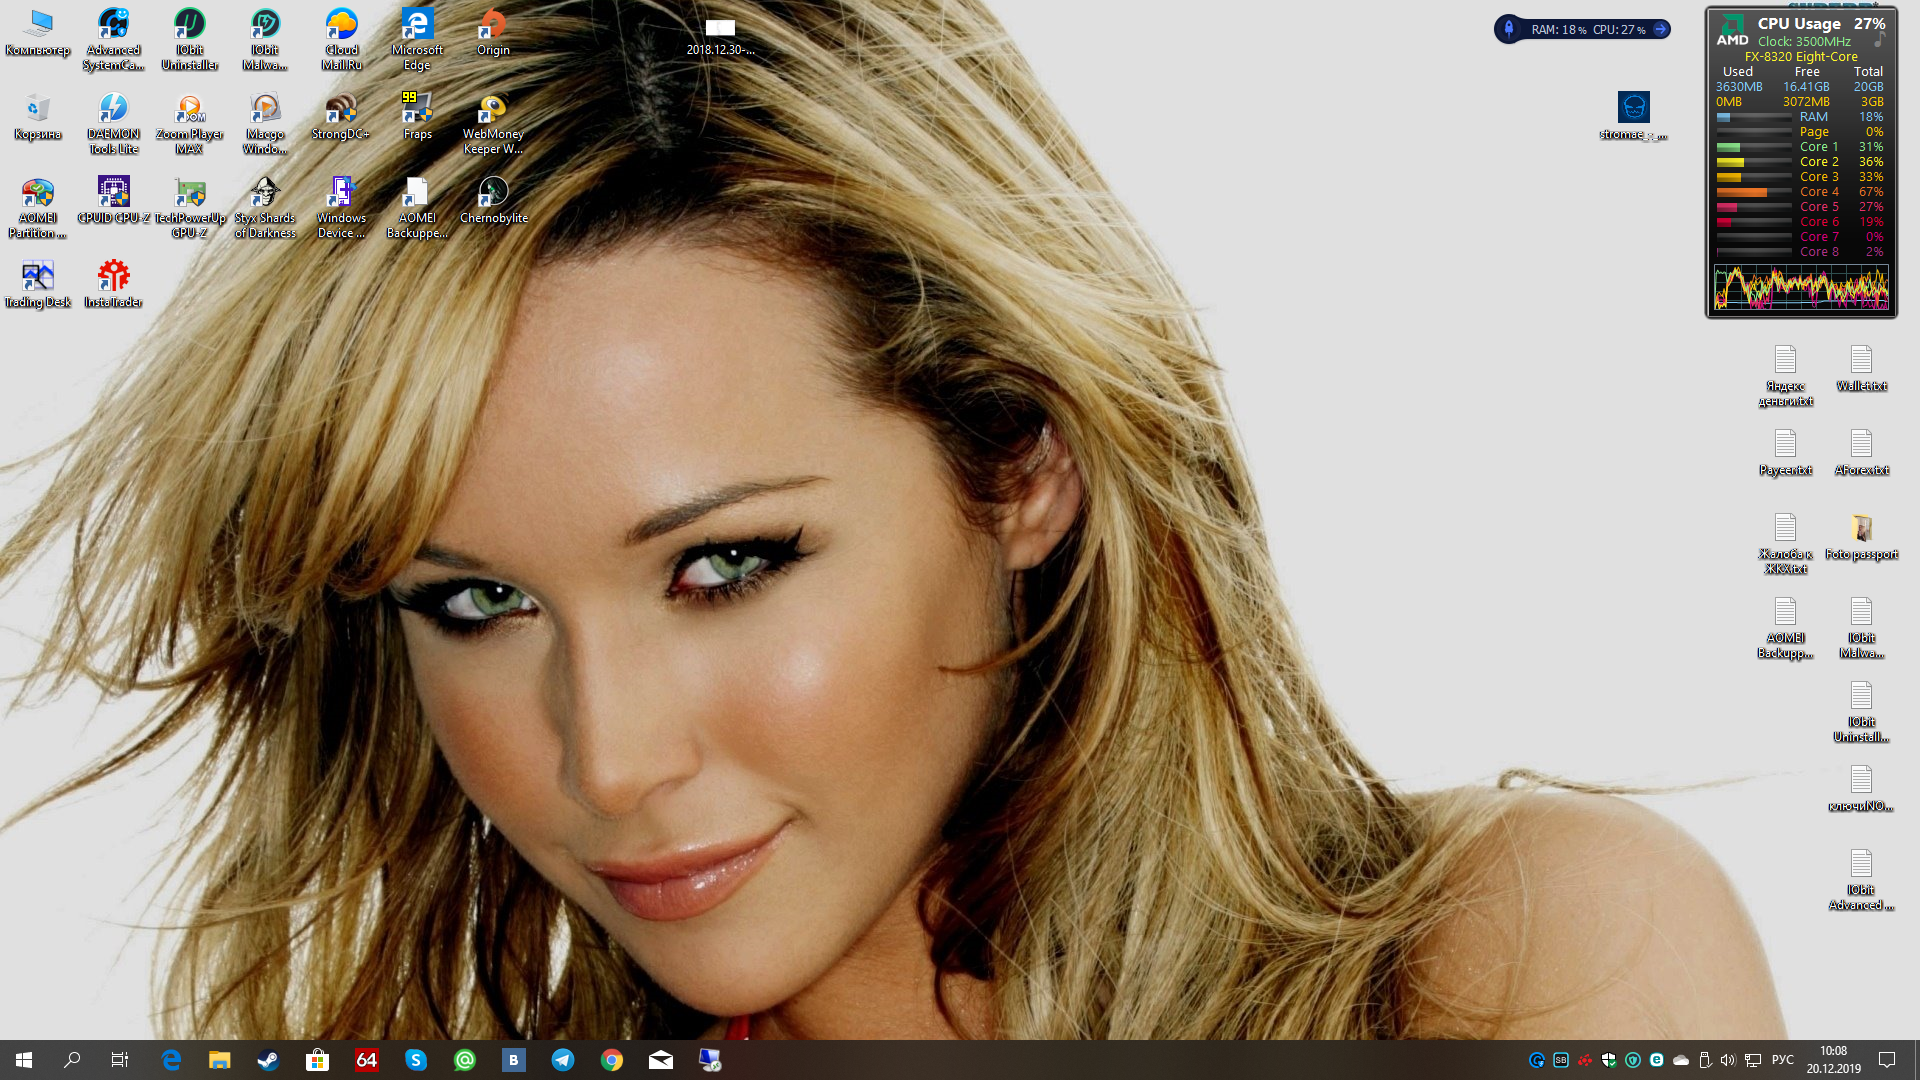 Компьютер
Advanced
SystemCa...
IObit
Uninstaller
IObit
Malwa...
Cloud
Mail.Ru
Microsoft
Edge
Origin
2018.12.30-...
Корзина
DAEMON
Tools Lite
Zoom Player
MAX
Macgo
Windo...
StrongDC+
99
Fraps
WebMoney
Keeper W...
AOMEI
Partition ...
CPUID CPU-Z
TechPowerUp
GPU-Z
Styx Shards
of Darkness
Windows
Device ...
AOMEI
Backuppe...
Chernobylite
Trading Desk
InstaTrader
RAM: 18% CPU: 27%
stromae_-_...
AMD
CPU Usage 27%
Clock: 3500MHz
FX-8320 Eight-Core
Used Free Total
3630MB 16.41GB 20GB
0MB 3072MB 3GB
RAM 18%
Page 0%
Core 1 31%
Core 2 36%
Core 3 33%
Core 4 67%
Core 5 27%
Core 6 19%
Core 7 0%
Core 8 2%
Яндекс
деньги.txt
Wallet.txt
Payeer.txt
AForex.txt
Жалоба к
ЖКХ.txt
Foto passport
AOMEI
Backupp...
IObit
Malwa...
IObit
Uninstall...
ключиNO...
IObit
Advanced ...
64
РУС
10:08
20.12.2019